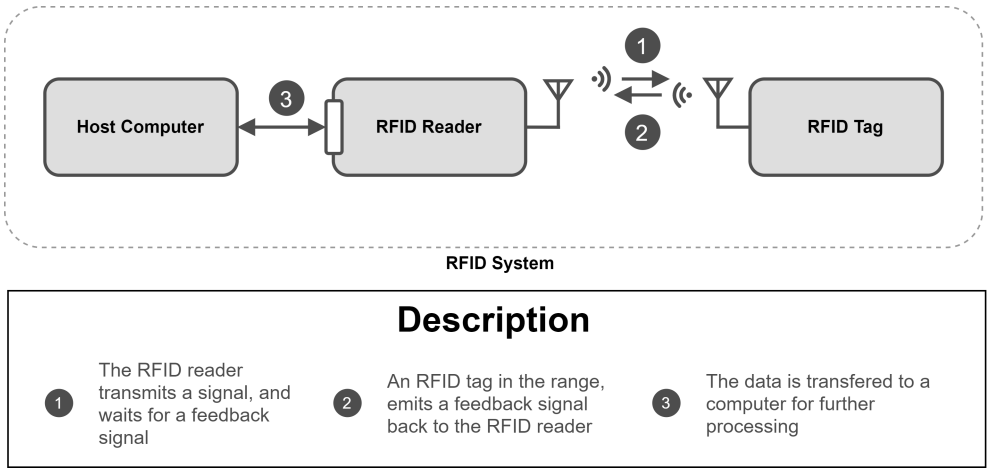 1
3
Host Computer
RFID Reader
RFID Tag
2
RFID System
Description
1
The RFID reader
transmits a signal, and
waits for a feedback
signal
2
An RFID tag in the range,
emits a feedback signal
back to the RFID reader
3
The data is transfered to a
computer for further
processing